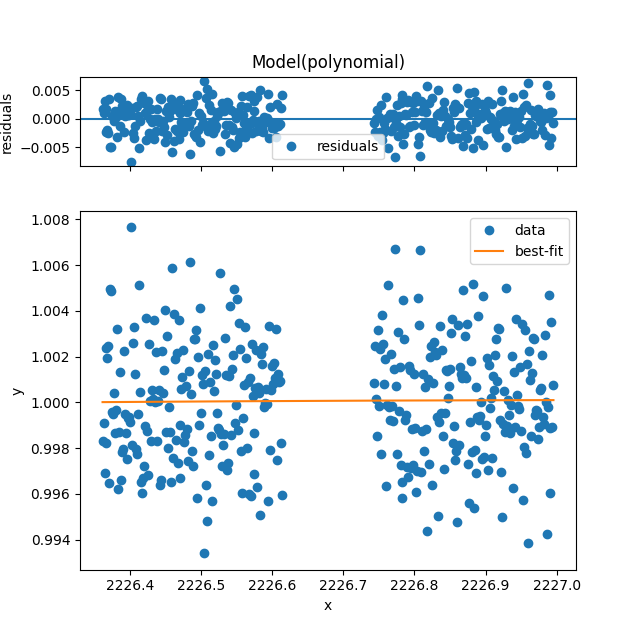 Model(polynomial)
residuals
0.005
0.000
−0.005
residuals
y
1.008
1.006
1.004
1.002
1.000
0.998
0.996
0.994
data
best-fit
2226.4 2226.5 2226.6 2226.7 2226.8 2226.9 2227.0
x